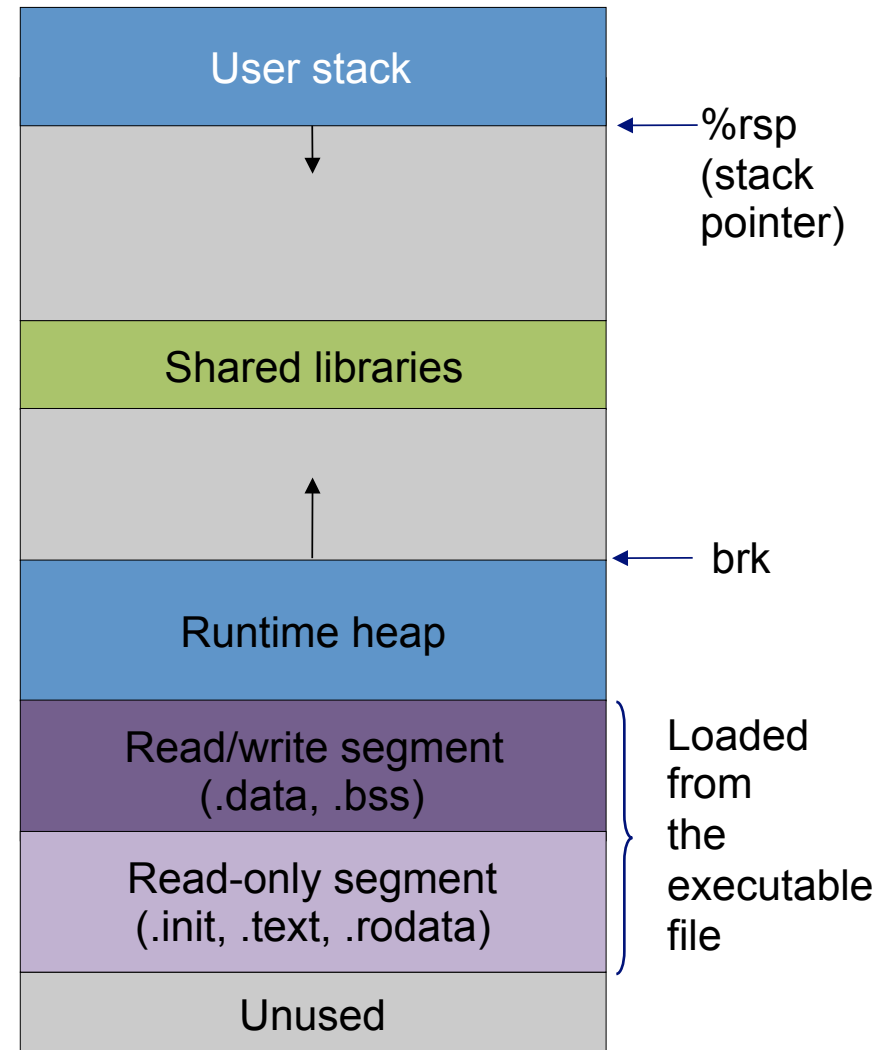 User stack
%rsp
(stack
pointer)
Shared libraries
brk
Runtime heap
Read/write segment
(.data, .bss)
Loaded
from
the
executable
file
Read-only segment
(.init, .text, .rodata)
Unused